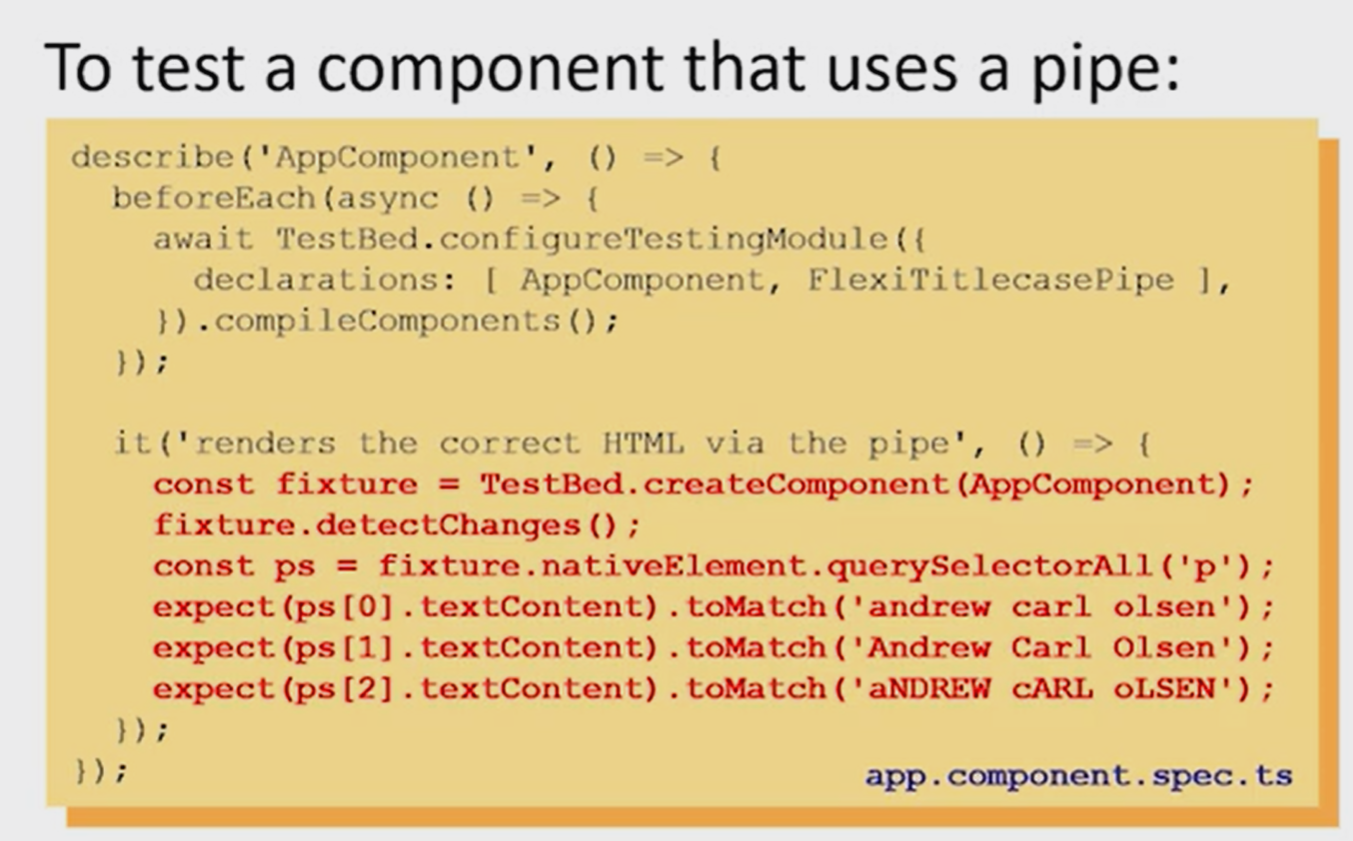 To test a component that uses a pipe:
describe('AppComponent', () => {
  beforeEach(async () => {
    await TestBed.configureTestingModule({
      declarations: [ AppComponent, FlexiTitlecasePipe ],
    }).compileComponents();
  });

  it('renders the correct HTML via the pipe', () => {
    const fixture = TestBed.createComponent(AppComponent);
    fixture.detectChanges();
    const ps = fixture.nativeElement.querySelectorAll('p');
    expect(ps[0].textContent).toMatch('andrew carl olsen');
    expect(ps[1].textContent).toMatch('Andrew Carl Olsen');
    expect(ps[2].textContent).toMatch('aNDREW cARL oLSEN');
  });
});
app.component.spec.ts